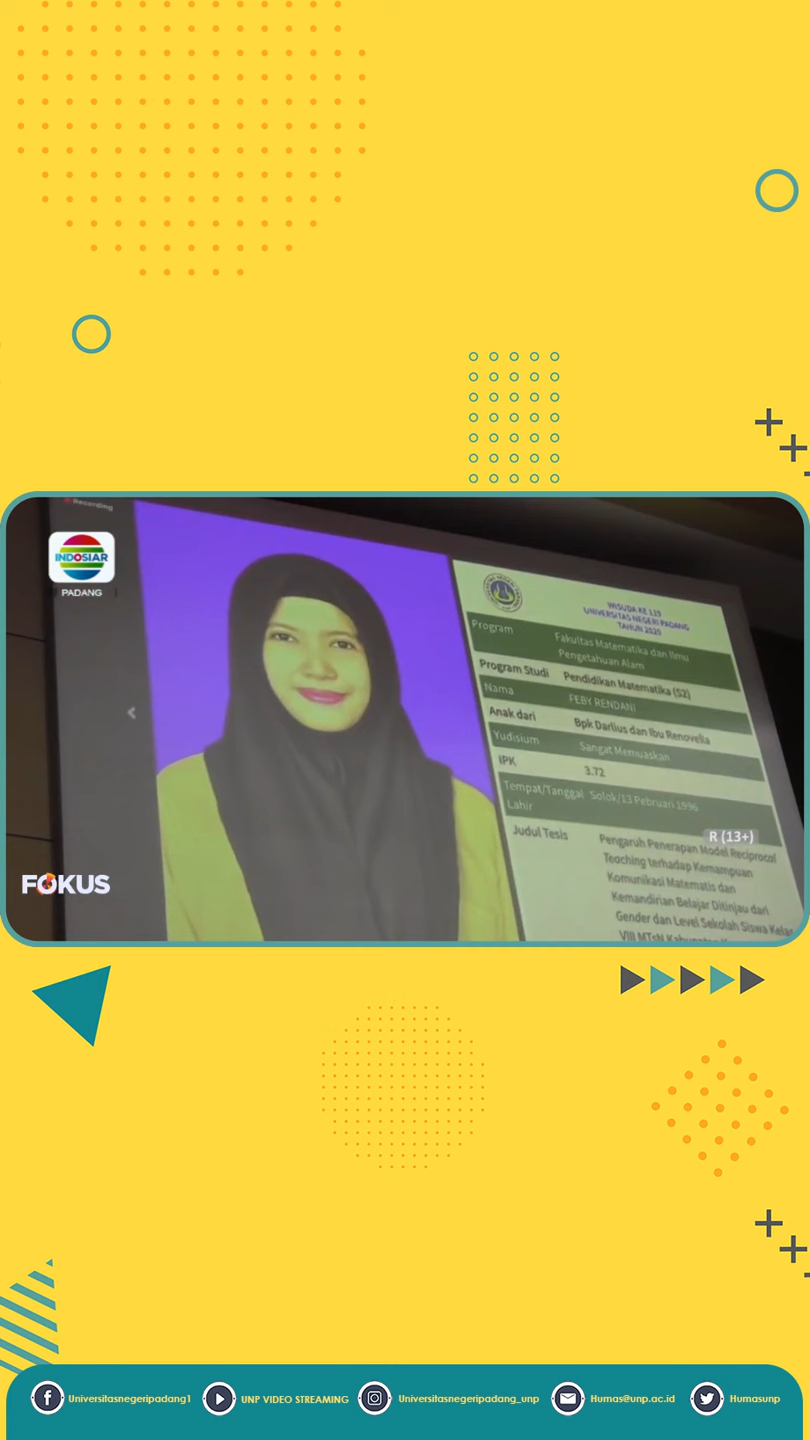 Recording
INDOSIAR
PADANG
WISUDA KE 119
UNIVERSITAS NEGERI PADANG
TAHUN 2020
Program Fakultas Matematika dan Ilmu
Pengetahuan Alam
Program Studi Pendidikan Matematika (S2)
Nama FEBY RENDANI
Anak dari Bpk Darlius dan Ibu Renovella
Yudisium Sangat Memuaskan
IPK 3.72
Tempat/Tanggal Solok/13 Pebruari 1996
Lahir
Judul Tesis Pengaruh Penerapan Model Reciprocal
Teaching terhadap Kemampuan
Komunikasi Matematis dan
Kemandirian Belajar Ditinjau dari
Gender dan Level Sekolah Siswa Kelas
VIII MTsN Kabupaten
R (13+)
FOKUS
Universitasnegeripadang1 UNP VIDEO STREAMING Universitasnegeripadang_unp Humas@unp.ac.id Humasunp